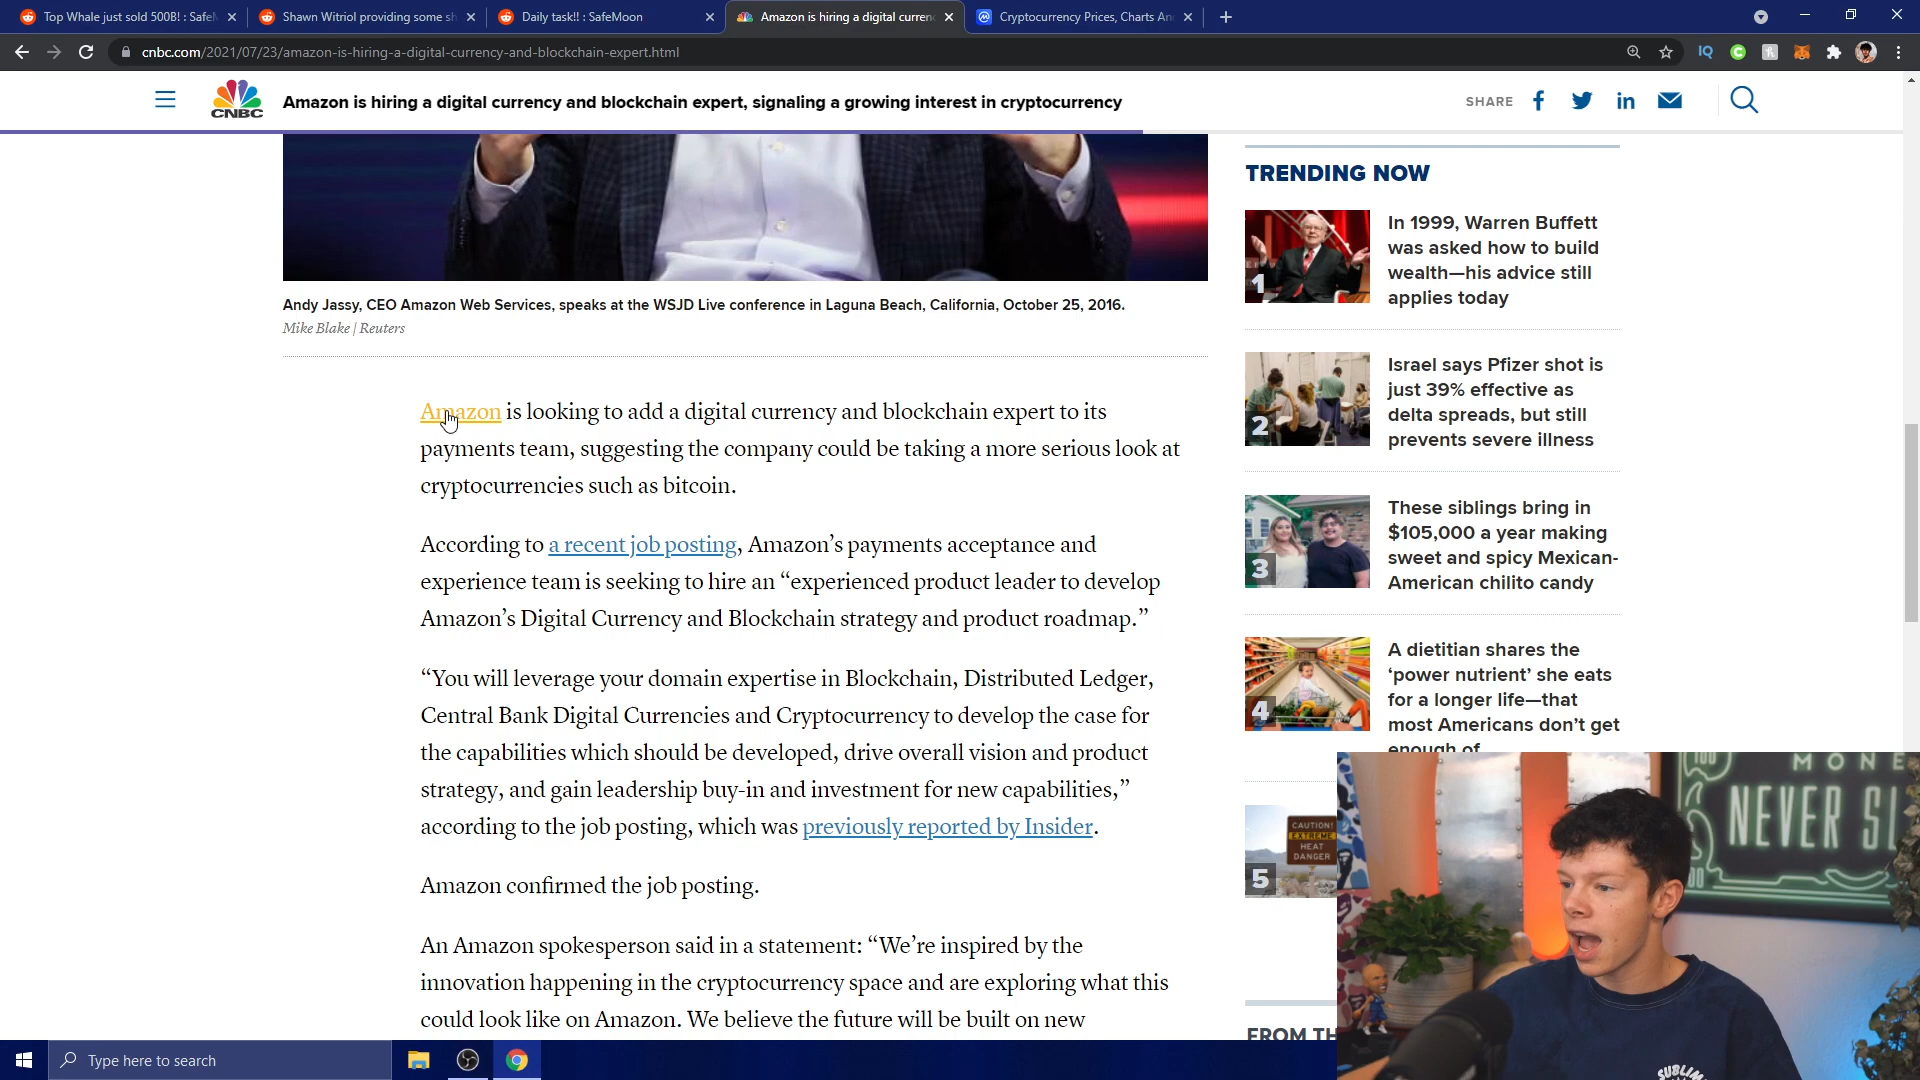 Top Whale just sold 500B! : Safe
Shawn Witriol providing some sh
Daily task!! : SafeMoon
Amazon is hiring a digital curren
Cryptocurrency Prices, Charts An
cnbc.com/2021/07/23/amazon-is-hiring-a-digital-currency-and-blockchain-expert.html
IQ
CNBC
Amazon is hiring a digital currency and blockchain expert, signaling a growing interest in cryptocurrency
SHARE
Andy Jassy, CEO Amazon Web Services, speaks at the WSJD Live conference in Laguna Beach, California, October 25, 2016.
Mike Blake | Reuters
Amazon is looking to add a digital currency and blockchain expert to its
payments team, suggesting the company could be taking a more serious look at
cryptocurrencies such as bitcoin.
According to a recent job posting, Amazon’s payments acceptance and
experience team is seeking to hire an “experienced product leader to develop
Amazon’s Digital Currency and Blockchain strategy and product roadmap.”
“You will leverage your domain expertise in Blockchain, Distributed Ledger,
Central Bank Digital Currencies and Cryptocurrency to develop the case for
the capabilities which should be developed, drive overall vision and product
strategy, and gain leadership buy-in and investment for new capabilities,”
according to the job posting, which was previously reported by Insider.
Amazon confirmed the job posting.
An Amazon spokesperson said in a statement: “We’re inspired by the
innovation happening in the cryptocurrency space and are exploring what this
could look like on Amazon. We believe the future will be built on new
TRENDING NOW
1
In 1999, Warren Buffett
was asked how to build
wealth—his advice still
applies today
2
Israel says Pfizer shot is
just 39% effective as
delta spreads, but still
prevents severe illness
3
These siblings bring in
$105,000 a year making
sweet and spicy Mexican-
American chilito candy
4
A dietitian shares the
‘power nutrient’ she eats
for a longer life—that
most Americans don’t get
enough of
5
CAUTION!
EXTREME
HEAT
DANGER
FROM TH
MONE
NEVER SL
SUBLIM
Type here to search